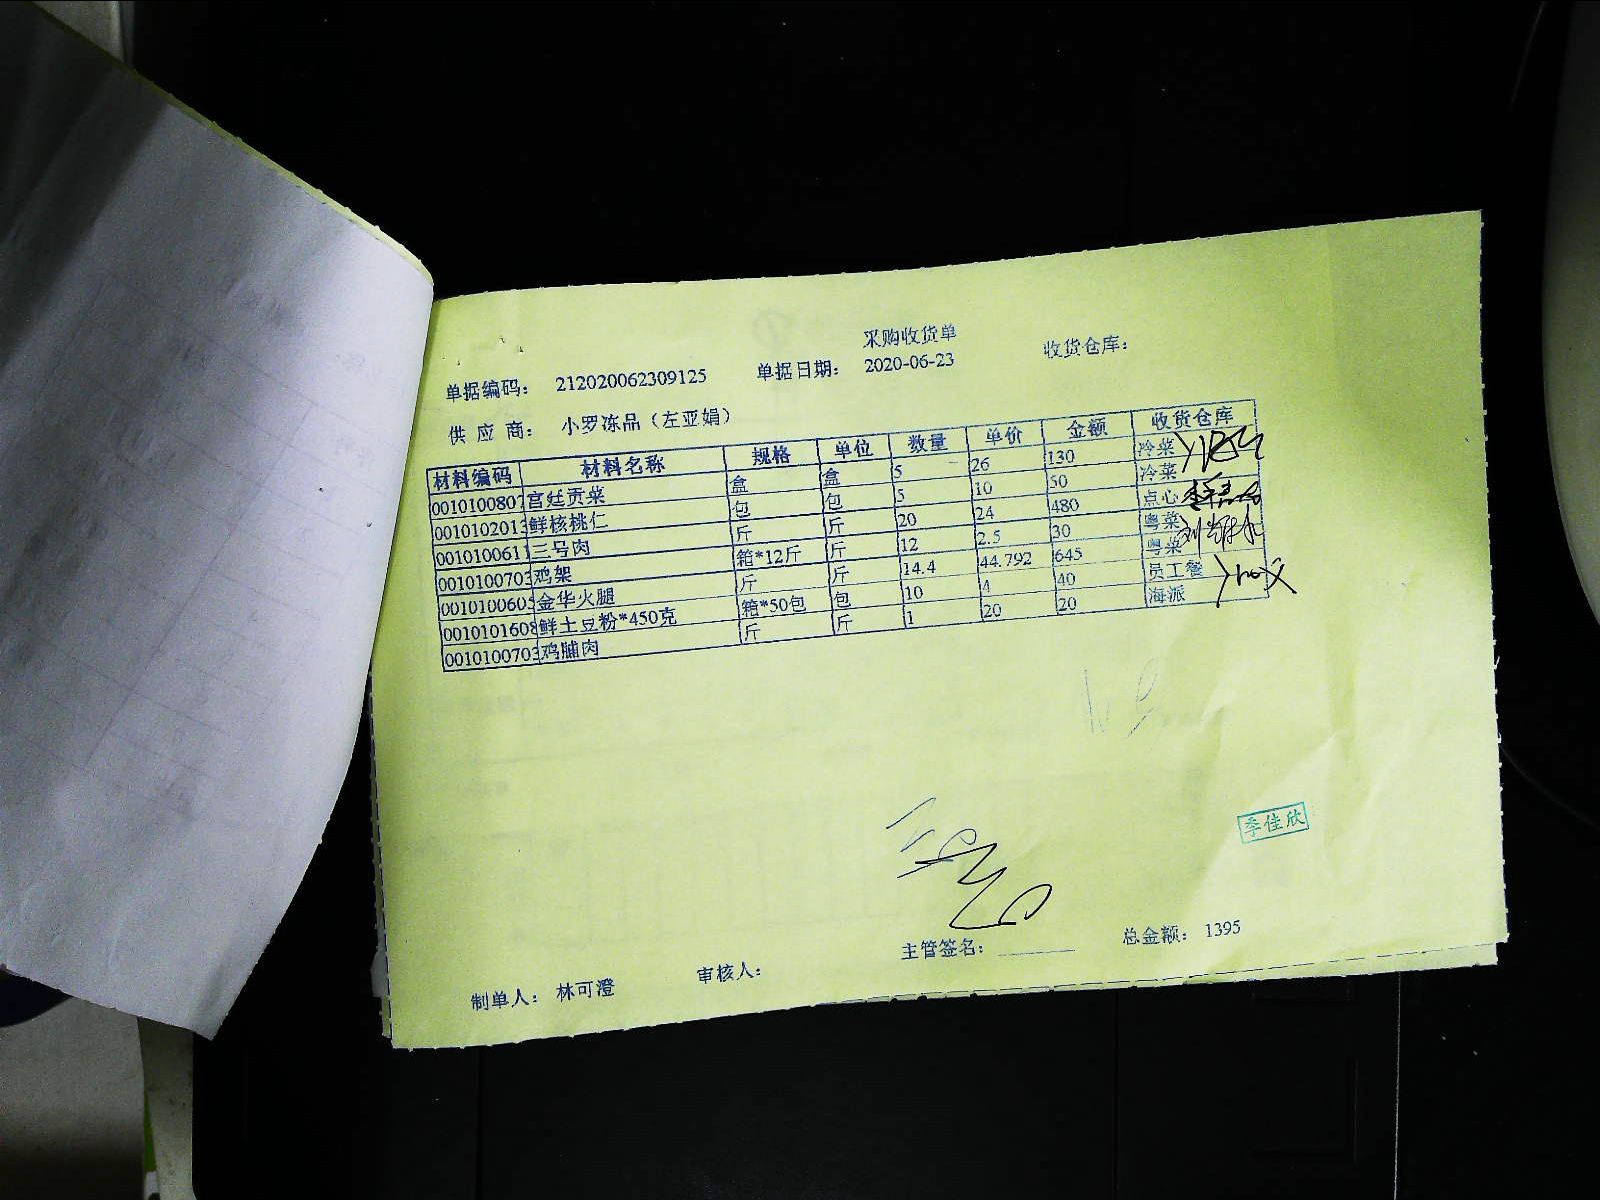 采购收货单
单据编码： 212020062309125 单据日期： 2020-06-23 收货仓库：
供 应 商： 小罗冻品（左亚娟）
材料编码 材料名称 规格 单位 数量 单价 金额 收货仓库
001010080 宫廷贡菜 盒 盒 5 26 130 冷菜
001010201 鲜核桃仁 包 包 5 10 50 冷菜
001010061 三号肉 斤 斤 20 24 480 点心
001010070 鸡架 箱*12斤 斤 12 2.5 30 粤菜
001010060 金华火腿 斤 斤 14.4 44.792 645 粤菜
001010160 鲜土豆粉*450克 箱*50包 包 10 4 40 员工餐
001010070 鸡脯肉 斤 斤 1 20 20 海派
季佳欣
制单人： 林可澄 审核人： 主管签名： 总金额： 1395